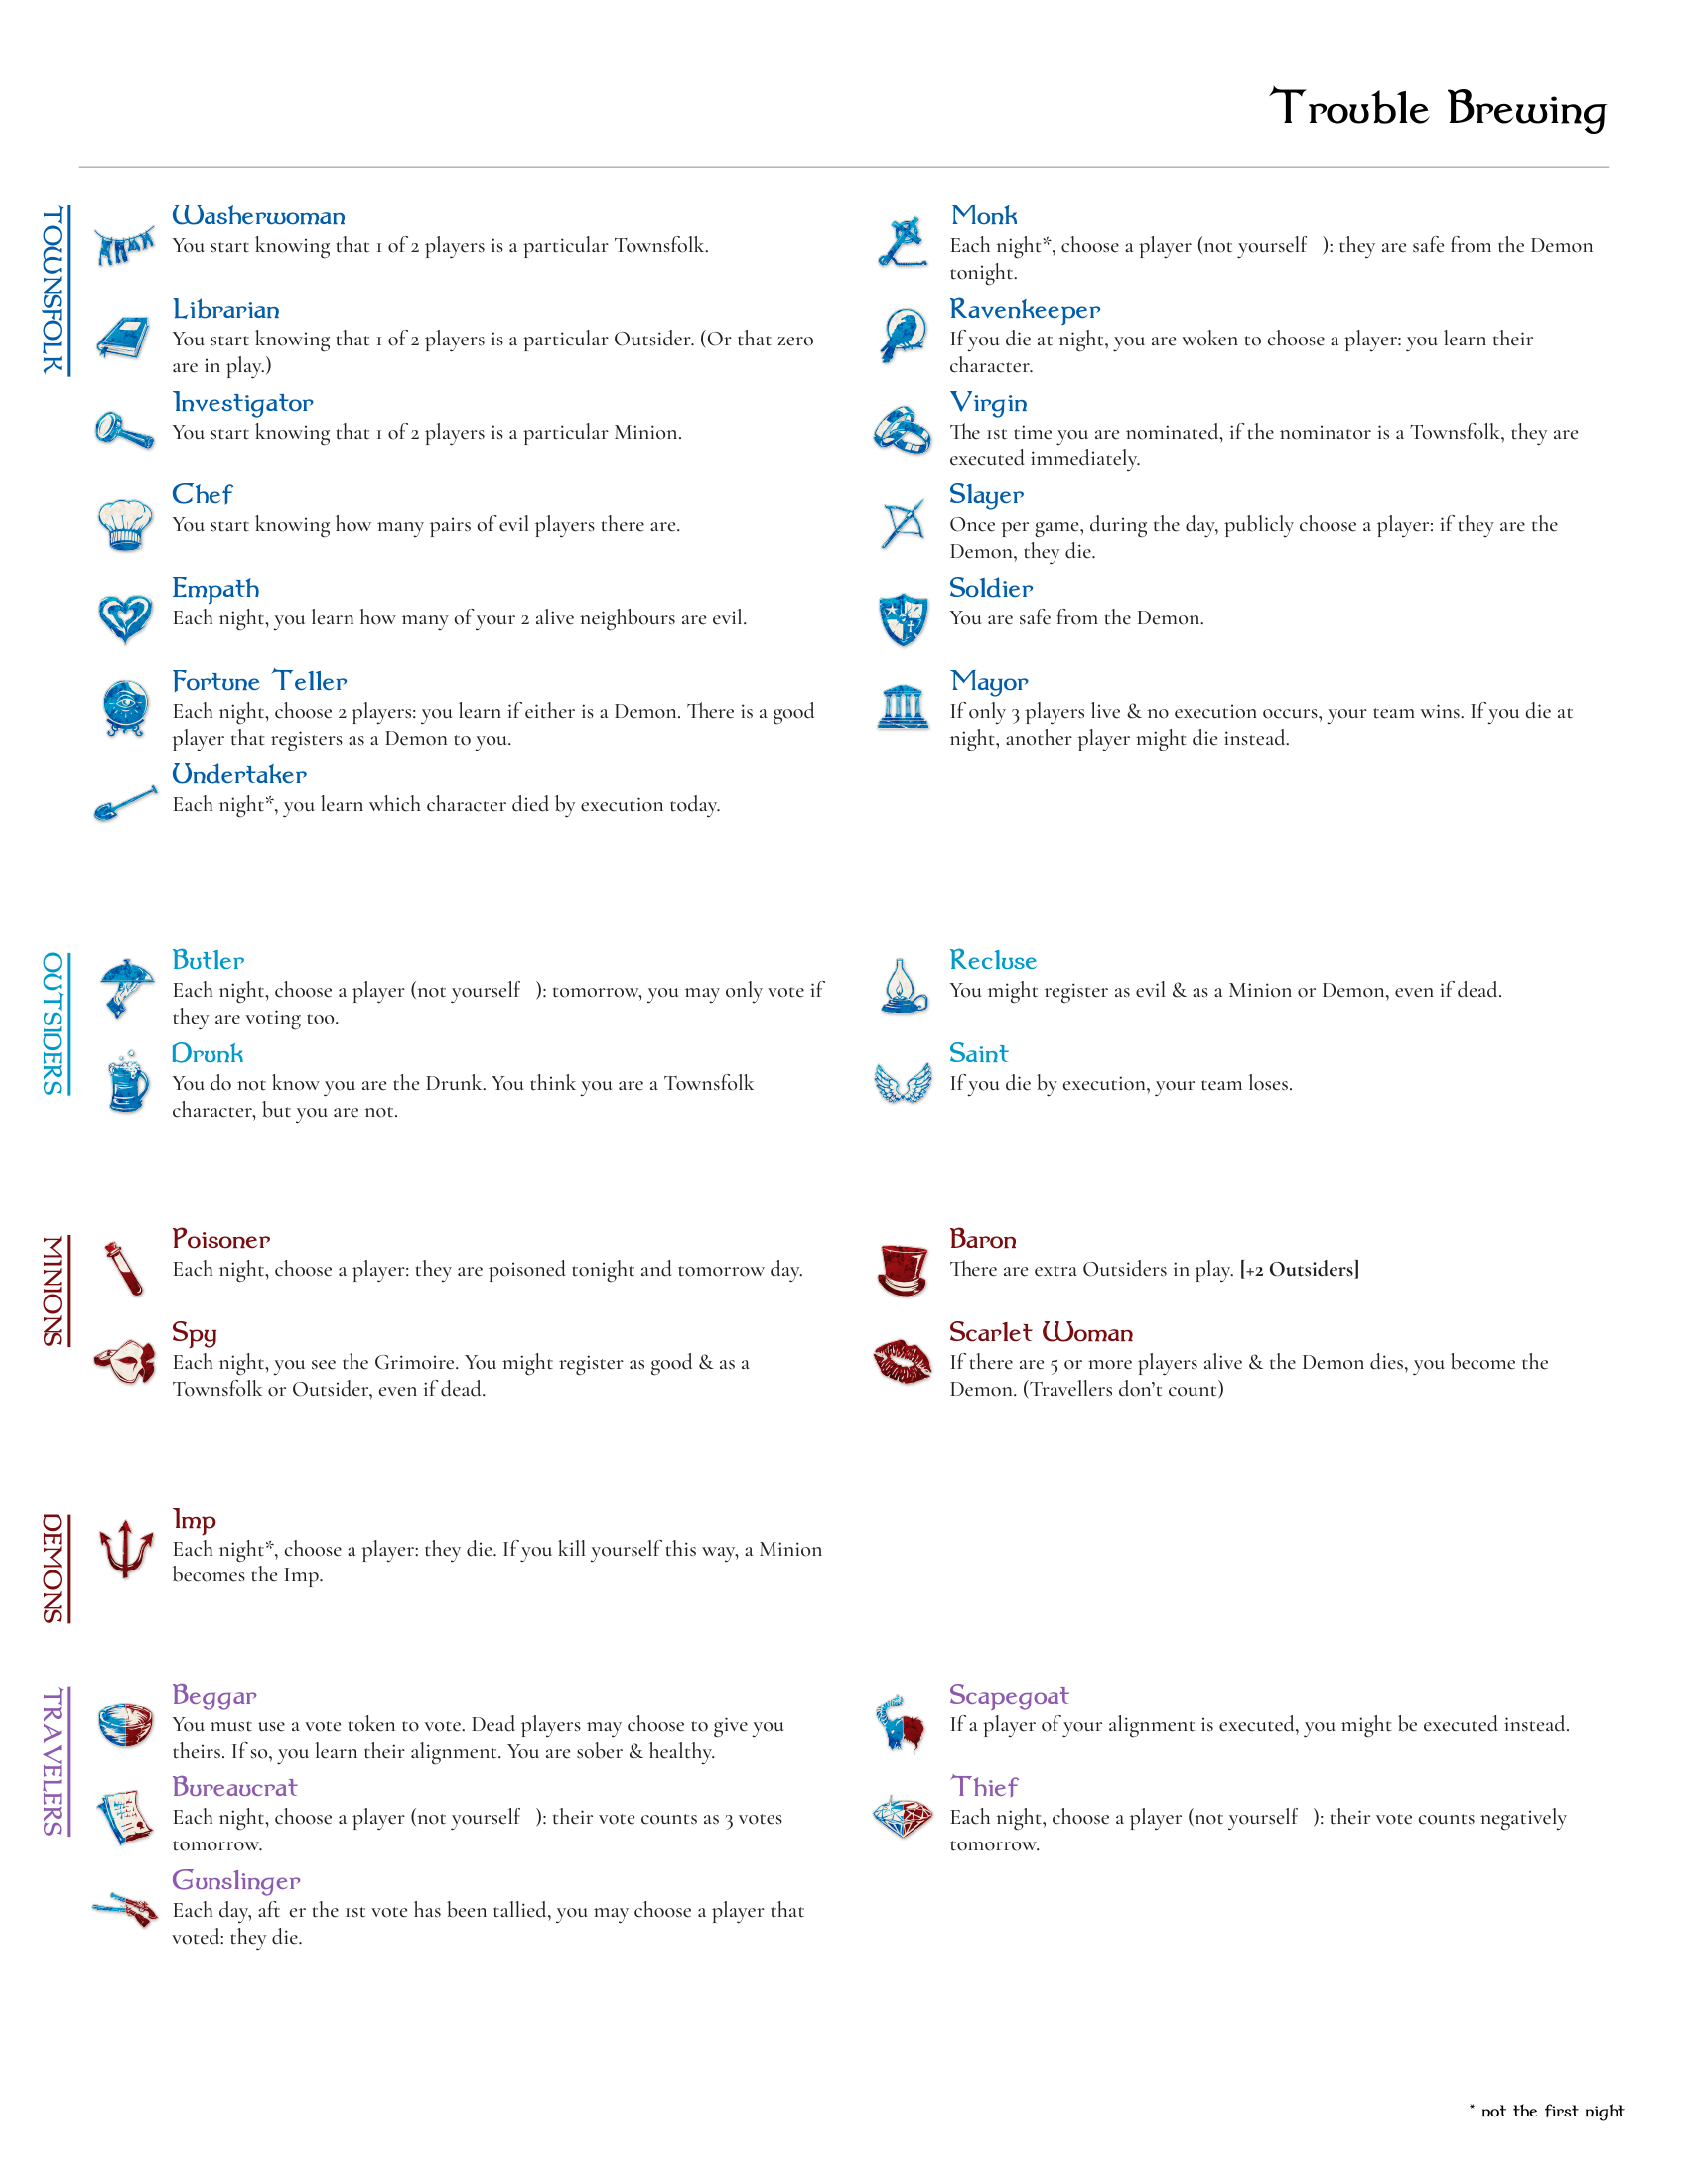 Trouble Brewing
TOWNSFOLK
Washerwoman
You start knowing that 1 of 2 players is a particular Townsfolk.
Librarian
You start knowing that 1 of 2 players is a particular Outsider. (Or that zero
are in play.)
Investigator
You start knowing that 1 of 2 players is a particular Minion.
Chef
You start knowing how many pairs of evil players there are.
Empath
Each night, you learn how many of your 2 alive neighbours are evil.
Fortune Teller
Each night, choose 2 players: you learn if either is a Demon. There is a good
player that registers as a Demon to you.
Undertaker
Each night*, you learn which character died by execution today.
Monk
Each night*, choose a player (not yourself ): they are safe from the Demon
tonight.
Ravenkeeper
If you die at night, you are woken to choose a player: you learn their
character.
Virgin
The 1st time you are nominated, if the nominator is a Townsfolk, they are
executed immediately.
Slayer
Once per game, during the day, publicly choose a player: if they are the
Demon, they die.
Soldier
You are safe from the Demon.
Mayor
If only 3 players live & no execution occurs, your team wins. If you die at
night, another player might die instead.
OUTSIDERS
Butler
Each night, choose a player (not yourself ): tomorrow, you may only vote if
they are voting too.
Drunk
You do not know you are the Drunk. You think you are a Townsfolk
character, but you are not.
Recluse
You might register as evil & as a Minion or Demon, even if dead.
Saint
If you die by execution, your team loses.
MINIONS
Poisoner
Each night, choose a player: they are poisoned tonight and tomorrow day.
Spy
Each night, you see the Grimoire. You might register as good & as a
Townsfolk or Outsider, even if dead.
Baron
There are extra Outsiders in play. [+2 Outsiders]
Scarlet Woman
If there are 5 or more players alive & the Demon dies, you become the
Demon. (Travellers don't count)
DEMONS
Imp
Each night*, choose a player: they die. If you kill yourself this way, a Minion
becomes the Imp.
TRAVELERS
Beggar
You must use a vote token to vote. Dead players may choose to give you
theirs. If so, you learn their alignment. You are sober & healthy.
Bureaucrat
Each night, choose a player (not yourself ): their vote counts as 3 votes
tomorrow.
Gunslinger
Each day, aft er the 1st vote has been tallied, you may choose a player that
voted: they die.
Scapegoat
If a player of your alignment is executed, you might be executed instead.
Thief
Each night, choose a player (not yourself ): their vote counts negatively
tomorrow.
* not the first night